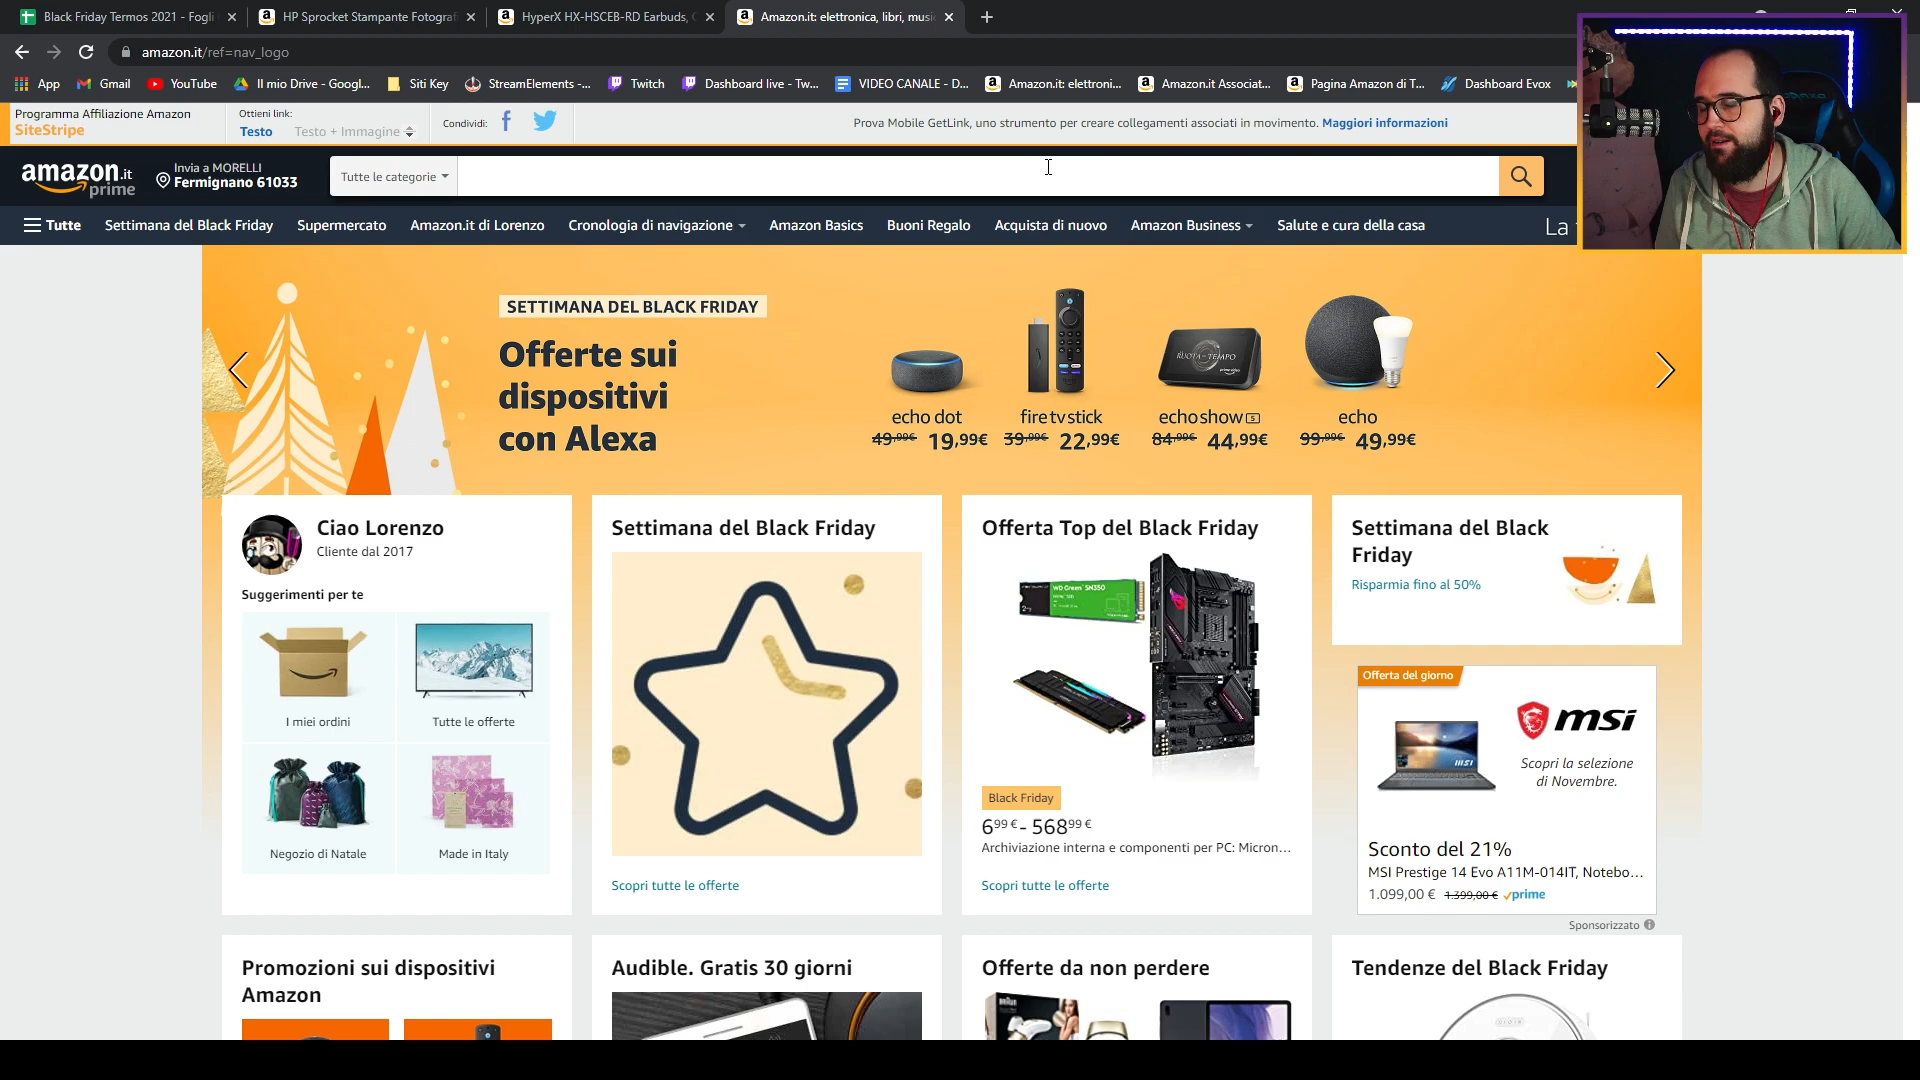 Black Friday Termos 2021 - Fogli
HP Sprocket Stampante Fotograf
HyperX HX-HSCEB-RD Earbuds, C
Amazon.it: elettronica, libri, musi
amazon.it/ref=nav_logo
App
Gmail
YouTube
Il mio Drive - Googl...
Siti Key
StreamElements -...
Twitch
Dashboard live - Tw...
VIDEO CANALE - D...
Amazon.it: elettroni...
Amazon.it Associat...
Pagina Amazon di T...
Dashboard Evox
Programma Affiliazione Amazon
SiteStripe
Ottieni link:
Testo
Testo + Immagine
Condividi:
Prova Mobile GetLink, uno strumento per creare collegamenti associati in movimento. Maggiori informazioni
amazon.it
prime
Invia a MORELLI
Fermignano 61033
Tutte le categorie
Tutte
Settimana del Black Friday
Supermercato
Amazon.it di Lorenzo
Cronologia di navigazione
Amazon Basics
Buoni Regalo
Acquista di nuovo
Amazon Business
Salute e cura della casa
La
SETTIMANA DEL BLACK FRIDAY
Offerte sui
dispositivi
con Alexa
RUOTA TEMPO
prime video
echo dot
49,99€ 19,99€
fire tv stick
39,99€ 22,99€
echo show 5
84,99€ 44,99€
echo
99,99€ 49,99€
Ciao Lorenzo
Cliente dal 2017
Suggerimenti per te
I miei ordini
Tutte le offerte
Negozio di Natale
Made in Italy
Settimana del Black Friday
Scopri tutte le offerte
Offerta Top del Black Friday
WD Green SN350
Black Friday
6,99 € - 568,99 €
Archiviazione interna e componenti per PC: Micron...
Scopri tutte le offerte
Settimana del Black
Friday
Risparmia fino al 50%
Offerta del giorno
msi
msi
Scopri la selezione
di Novembre.
Sconto del 21%
MSI Prestige 14 Evo A11M-014IT, Notebo...
1.099,00 € 1.399,00 € prime
Sponsorizzato
Promozioni sui dispositivi
Amazon
Audible. Gratis 30 giorni
Offerte da non perdere
BRAUN
Tendenze del Black Friday